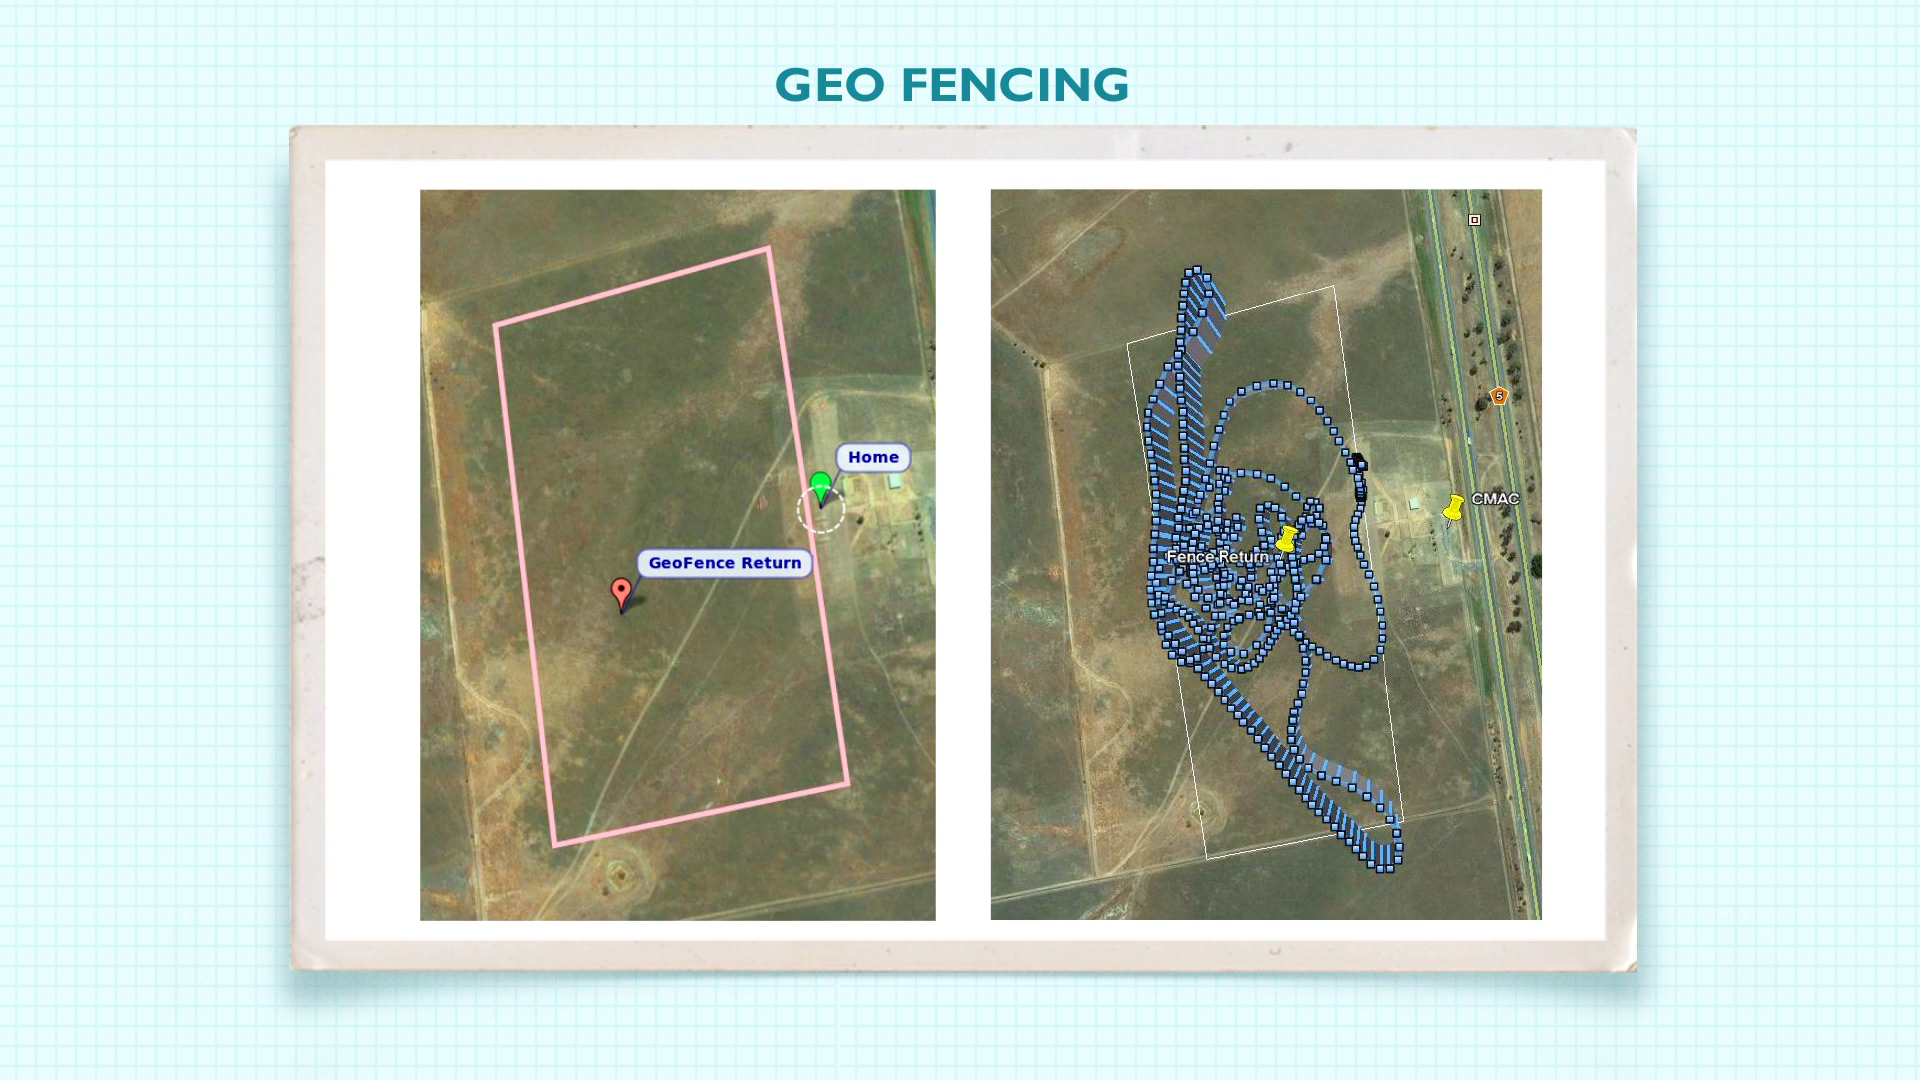 GEO FENCING
Home
GeoFence Return
5
CMAC
Fence Return